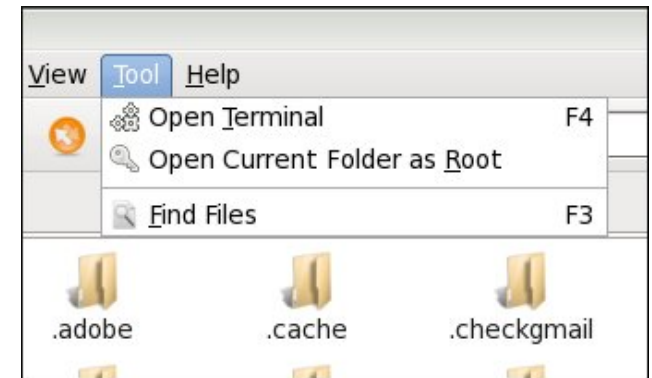 View Tool Help
Open Terminal F4
Open Current Folder as Root
Find Files F3
.adobe .cache .checkgmail